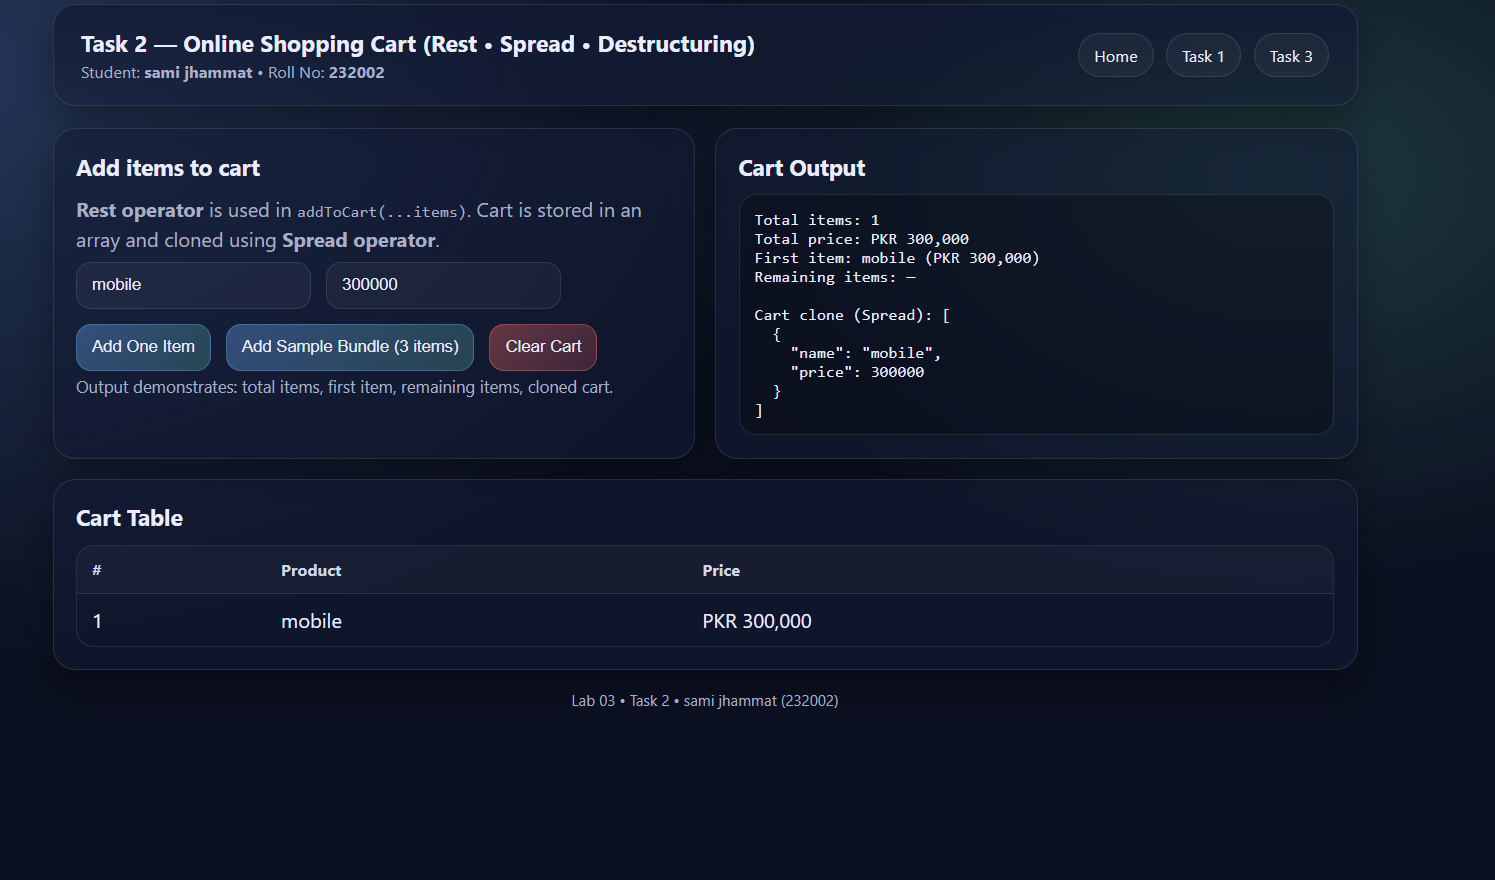 Task 2 — Online Shopping Cart (Rest • Spread • Destructuring)
Student: sami jhammat • Roll No: 232002
Home
Task 1
Task 3
Add items to cart
Rest operator is used in addToCart(...items). Cart is stored in an
array and cloned using Spread operator.
mobile
300000
Add One Item
Add Sample Bundle (3 items)
Clear Cart
Output demonstrates: total items, first item, remaining items, cloned cart.
Cart Output
Total items: 1
Total price: PKR 300,000
First item: mobile (PKR 300,000)
Remaining items: —
Cart clone (Spread): [
  {
    "name": "mobile",
    "price": 300000
  }
]
Cart Table
# Product Price
1 mobile PKR 300,000
Lab 03 • Task 2 • sami jhammat (232002)